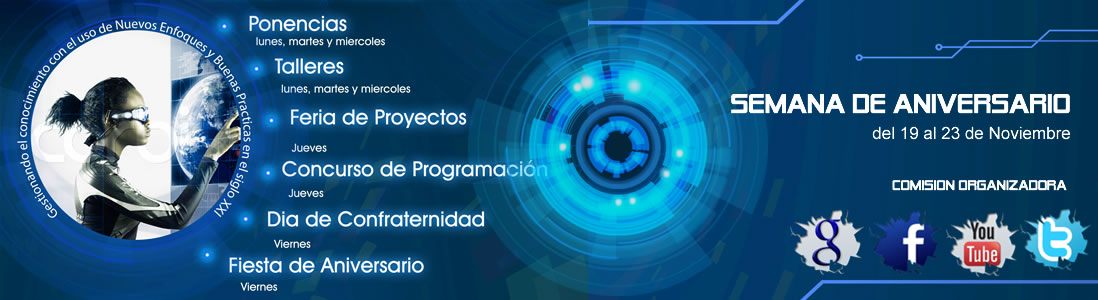 Gestionando el conocimiento con el uso de Nuevos Enfoques y Buenas Practicas en el siglo XXI
Ponencias
lunes, martes y miercoles
Talleres
lunes, martes y miercoles
Feria de Proyectos
Jueves
Concurso de Programación
Jueves
Dia de Confraternidad
Viernes
Fiesta de Aniversario
Viernes
SEMANA DE ANIVERSARIO
del 19 al 23 de Noviembre
COMISION ORGANIZADORA
g
f
You
Tube
t